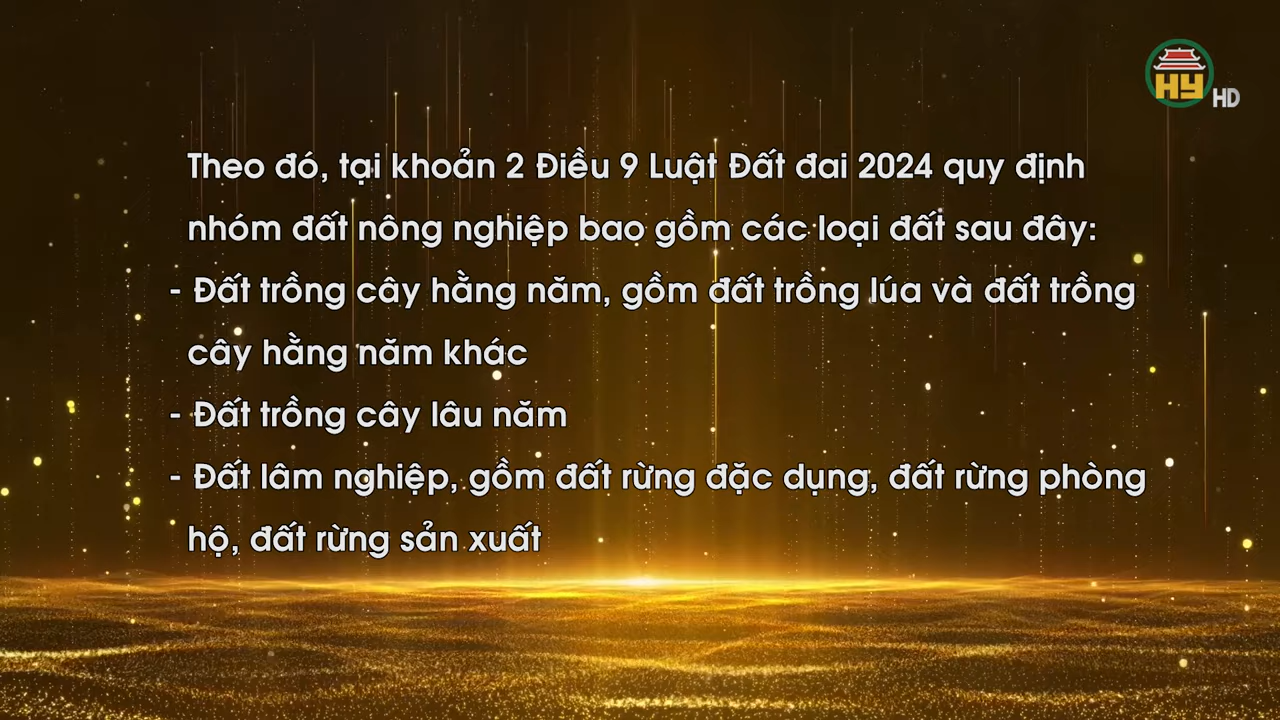 HY HD
Theo đó, tại khoản 2 Điều 9 Luật Đất đai 2024 quy định
nhóm đất nông nghiệp bao gồm các loại đất sau đây:
- Đất trồng cây hằng năm, gồm đất trồng lúa và đất trồng
cây hằng năm khác
- Đất trồng cây lâu năm
- Đất lâm nghiệp, gồm đất rừng đặc dụng, đất rừng phòng
hộ, đất rừng sản xuất